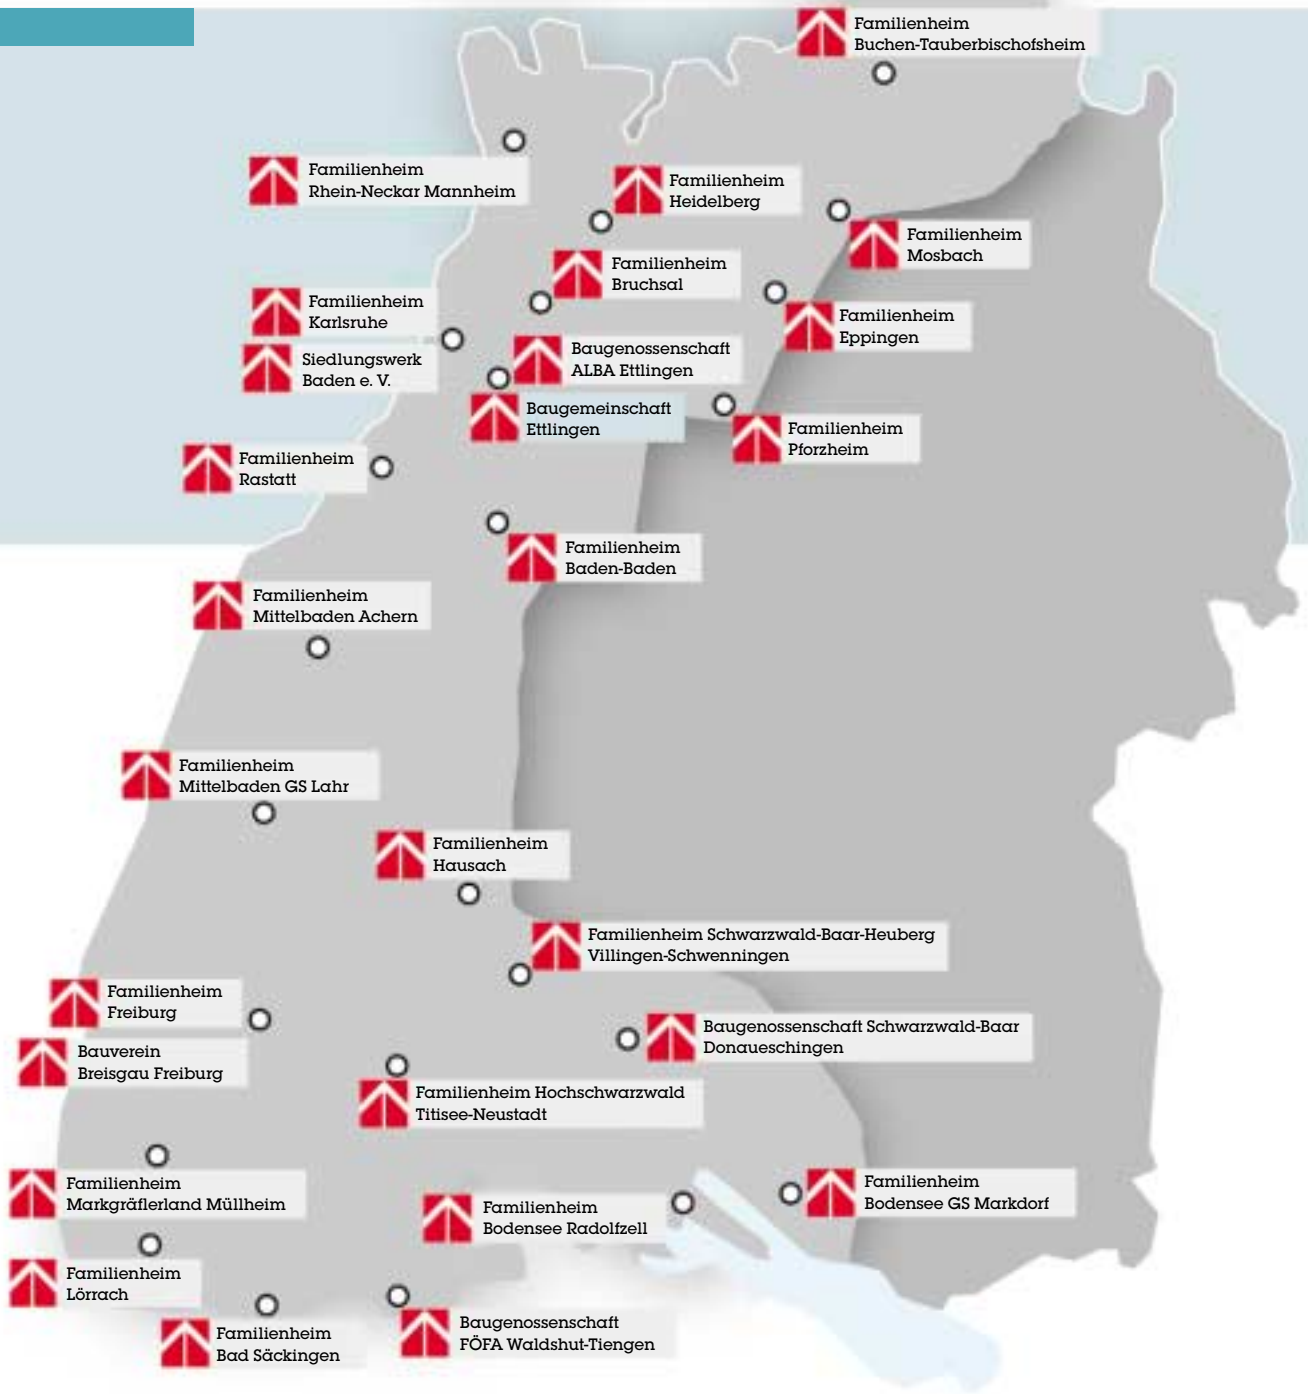 Familienheim
Buchen-Tauberbischofsheim
Familienheim
Rhein-Neckar Mannheim
Familienheim
Heidelberg
Familienheim
Mosbach
Familienheim
Bruchsal
Familienheim
Karlsruhe
Familienheim
Eppingen
Siedlungswerk
Baden e. V.
Baugenossenschaft
ALBA Ettlingen
Baugemeinschaft
Ettlingen
Familienheim
Pforzheim
Familienheim
Rastatt
Familienheim
Baden-Baden
Familienheim
Mittelbaden Achern
Familienheim
Mittelbaden GS Lahr
Familienheim
Hausach
Familienheim Schwarzwald-Baar-Heuberg
Villingen-Schwenningen
Familienheim
Freiburg
Baugenossenschaft Schwarzwald-Baar
Donaueschingen
Bauverein
Breisgau Freiburg
Familienheim Hochschwarzwald
Titisee-Neustadt
Familienheim
Markgräflerland Müllheim
Familienheim
Bodensee GS Markdorf
Familienheim
Bodensee Radolfzell
Familienheim
Lörrach
Familienheim
Bad Säckingen
Baugenossenschaft
FÖFA Waldshut-Tiengen